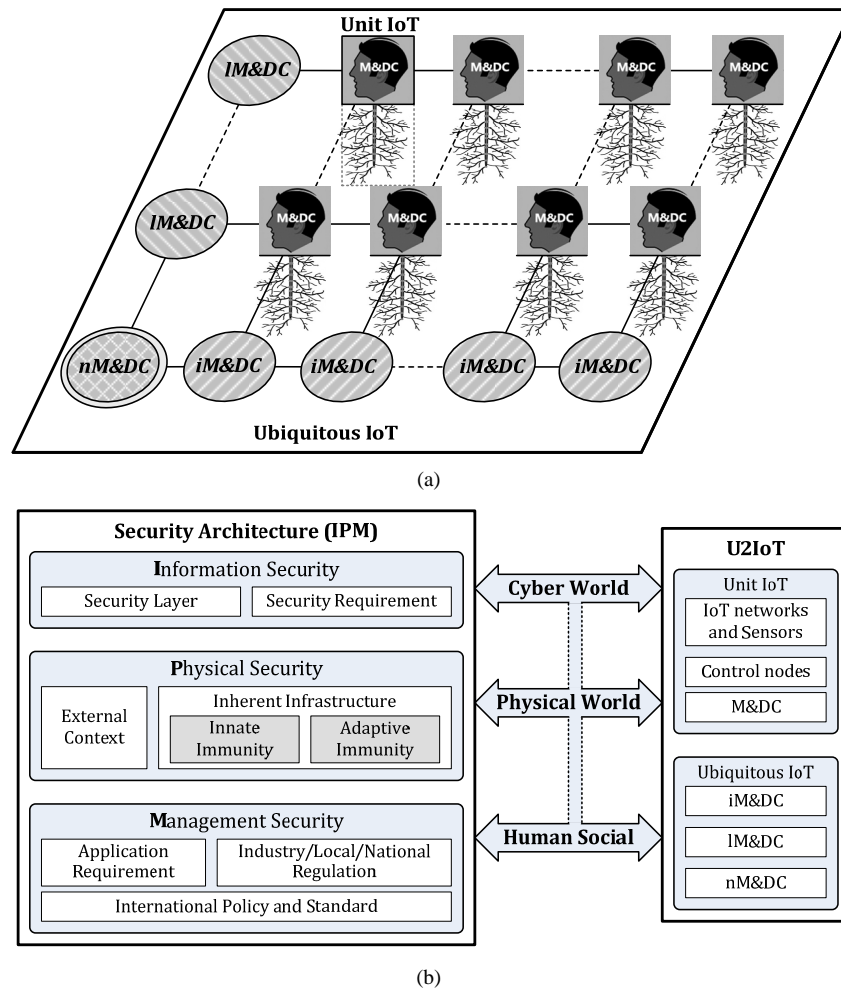 Unit IoT
lM&DC
M&DC
M&DC
M&DC
M&DC
lM&DC
M&DC
M&DC
M&DC
M&DC
nM&DC
iM&DC
iM&DC
iM&DC
iM&DC
Ubiquitous IoT
(a)
Security Architecture (IPM)
Information Security
Security Layer
Security Requirement
Physical Security
External
Context
Inherent Infrastructure
Innate
Immunity
Adaptive
Immunity
Management Security
Application
Requirement
Industry/Local/National
Regulation
International Policy and Standard
Cyber World
Physical World
Human Social
U2IoT
Unit IoT
IoT networks
and Sensors
Control nodes
M&DC
Ubiquitous IoT
iM&DC
lM&DC
nM&DC
(b)